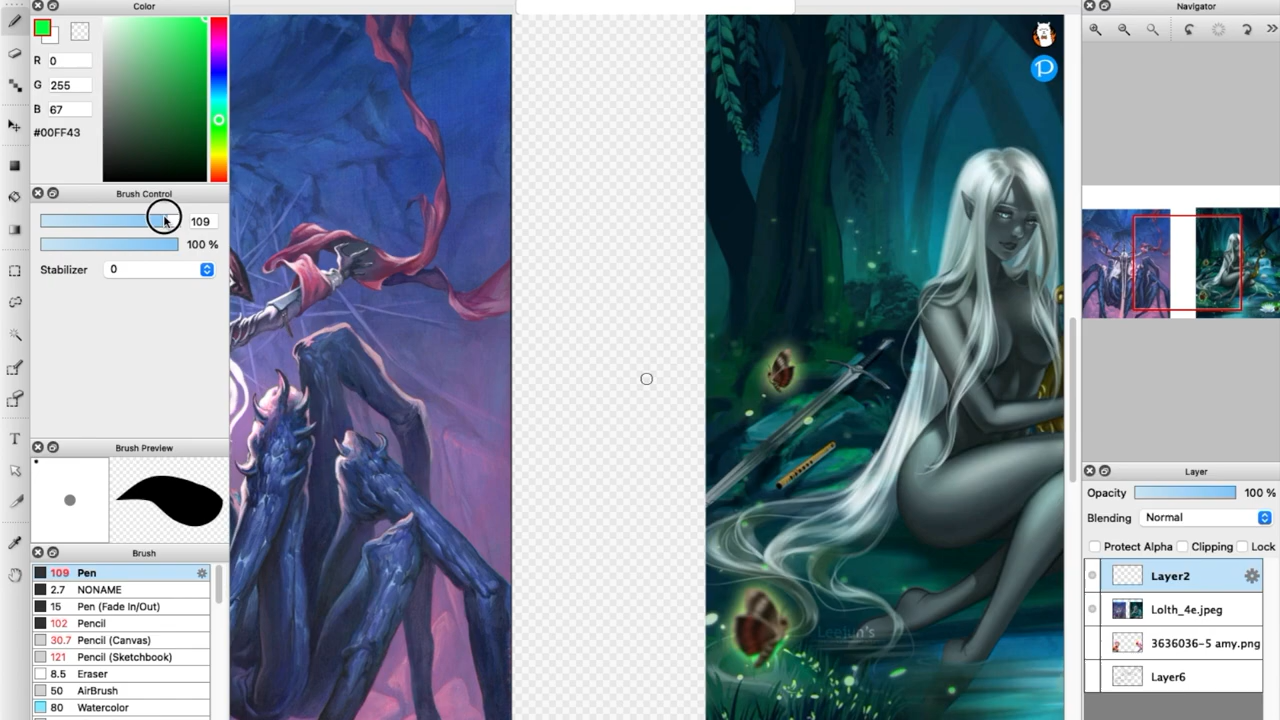 Color
R 0
G 255
B 67
#00FF43
Brush Control
109
100 %
Stabilizer 0
Brush Preview
Brush
109 Pen
2.7 NONAME
15 Pen (Fade In/Out)
102 Pencil
30.7 Pencil (Canvas)
121 Pencil (Sketchbook)
8.5 Eraser
50 AirBrush
80 Watercolor
Leejun's
Navigator
Layer
Opacity 100 %
Blending Normal
Protect Alpha Clipping Lock
Layer2
Lolth_4e.jpeg
3636036-5 amy.png
Layer6